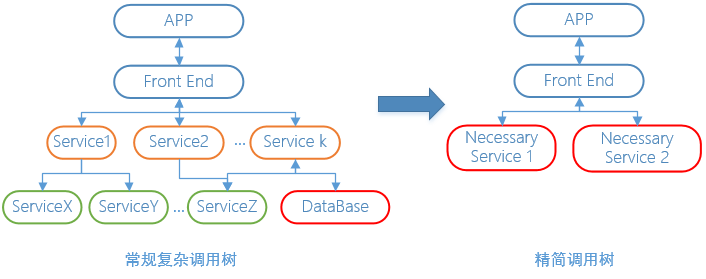 APP
Front End
Service1
Service2
...
Service k
ServiceX
ServiceY
...
ServiceZ
DataBase
常规复杂调用树
APP
Front End
Necessary
Service 1
Necessary
Service 2
精简调用树